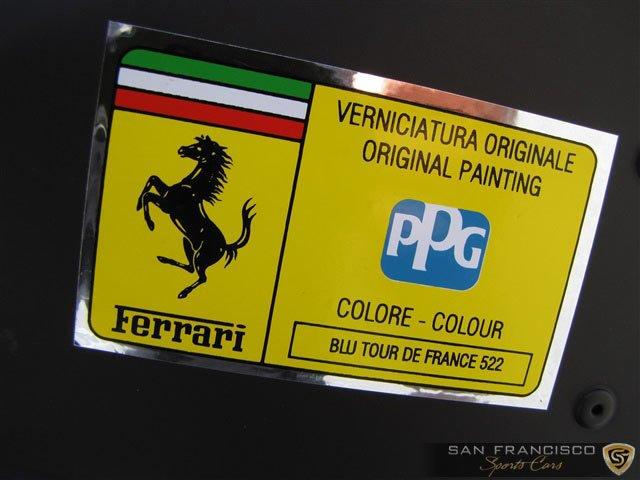 Ferrari
VERNICIATURA ORIGINALE
ORIGINAL PAINTING
PPG
COLORE - COLOUR
BLU TOUR DE FRANCE 522
SAN FRANCISCO
Sports Cars